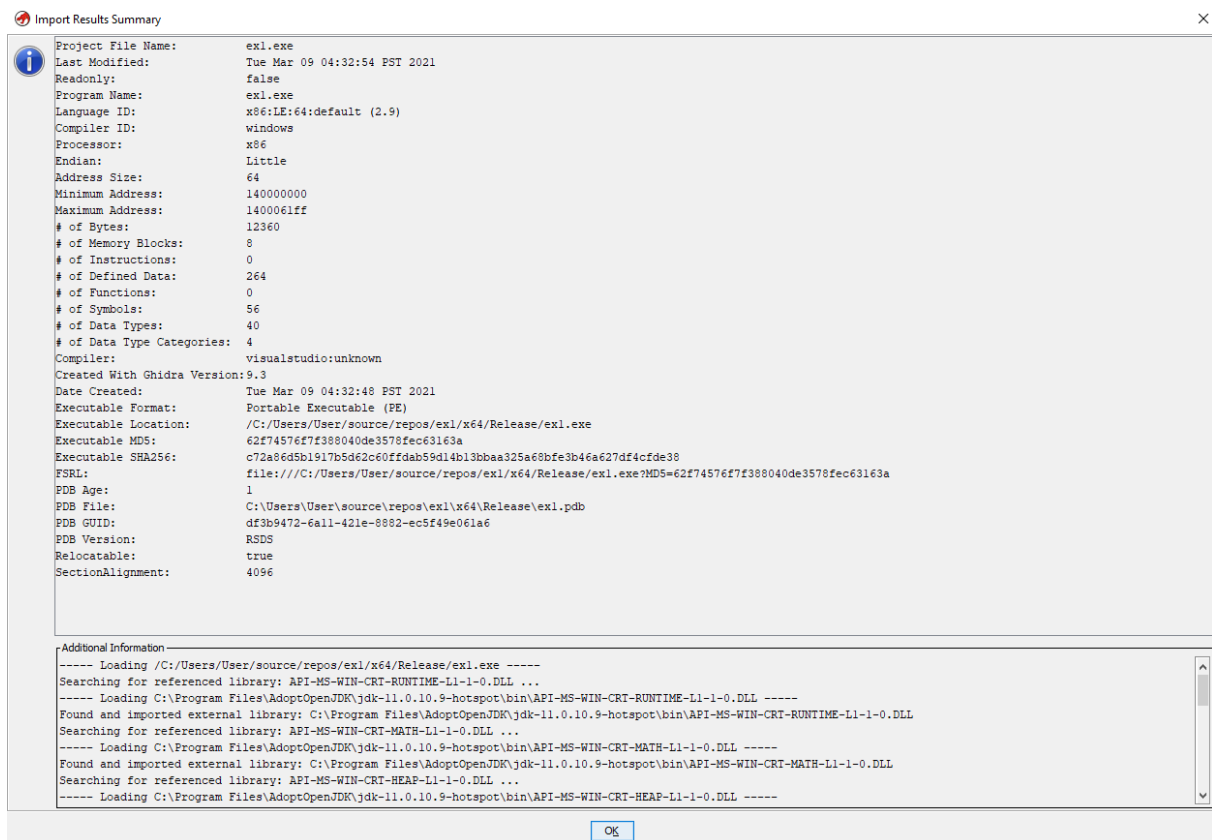 Import Results Summary
Project File Name: ex1.exe
Last Modified: Tue Mar 09 04:32:54 PST 2021
Readonly: false
Program Name: ex1.exe
Language ID: x86:LE:64:default (2.9)
Compiler ID: windows
Processor: x86
Endian: Little
Address Size: 64
Minimum Address: 140000000
Maximum Address: 1400061ff
# of Bytes: 12360
# of Memory Blocks: 8
# of Instructions: 0
# of Defined Data: 264
# of Functions: 0
# of Symbols: 56
# of Data Types: 40
# of Data Type Categories: 4
Compiler: visualstudio:unknown
Created With Ghidra Version: 9.3
Date Created: Tue Mar 09 04:32:48 PST 2021
Executable Format: Portable Executable (PE)
Executable Location: /C:/Users/User/source/repos/ex1/x64/Release/ex1.exe
Executable MD5: 62f74576f7f388040de3578fec63163a
Executable SHA256: c72a86d5b1917b5d62c60ffdab59d14b13bbaa325a68bfe3b46a627df4cfde38
FSRL: file:///C:/Users/User/source/repos/ex1/x64/Release/ex1.exe?MD5=62f74576f7f388040de3578fec63163a
PDB Age: 1
PDB File: C:\Users\User\source\repos\ex1\x64\Release\ex1.pdb
PDB GUID: df3b9472-6a11-421e-8882-ec5f49e061a6
PDB Version: RSDS
Relocatable: true
SectionAlignment: 4096
Additional Information
----- Loading /C:/Users/User/source/repos/ex1/x64/Release/ex1.exe -----
Searching for referenced library: API-MS-WIN-CRT-RUNTIME-L1-1-0.DLL ...
----- Loading C:\Program Files\AdoptOpenJDK\jdk-11.0.10.9-hotspot\bin\API-MS-WIN-CRT-RUNTIME-L1-1-0.DLL -----
Found and imported external library: C:\Program Files\AdoptOpenJDK\jdk-11.0.10.9-hotspot\bin\API-MS-WIN-CRT-RUNTIME-L1-1-0.DLL
Searching for referenced library: API-MS-WIN-CRT-MATH-L1-1-0.DLL ...
----- Loading C:\Program Files\AdoptOpenJDK\jdk-11.0.10.9-hotspot\bin\API-MS-WIN-CRT-MATH-L1-1-0.DLL -----
Found and imported external library: C:\Program Files\AdoptOpenJDK\jdk-11.0.10.9-hotspot\bin\API-MS-WIN-CRT-MATH-L1-1-0.DLL
Searching for referenced library: API-MS-WIN-CRT-HEAP-L1-1-0.DLL ...
----- Loading C:\Program Files\AdoptOpenJDK\jdk-11.0.10.9-hotspot\bin\API-MS-WIN-CRT-HEAP-L1-1-0.DLL -----
OK